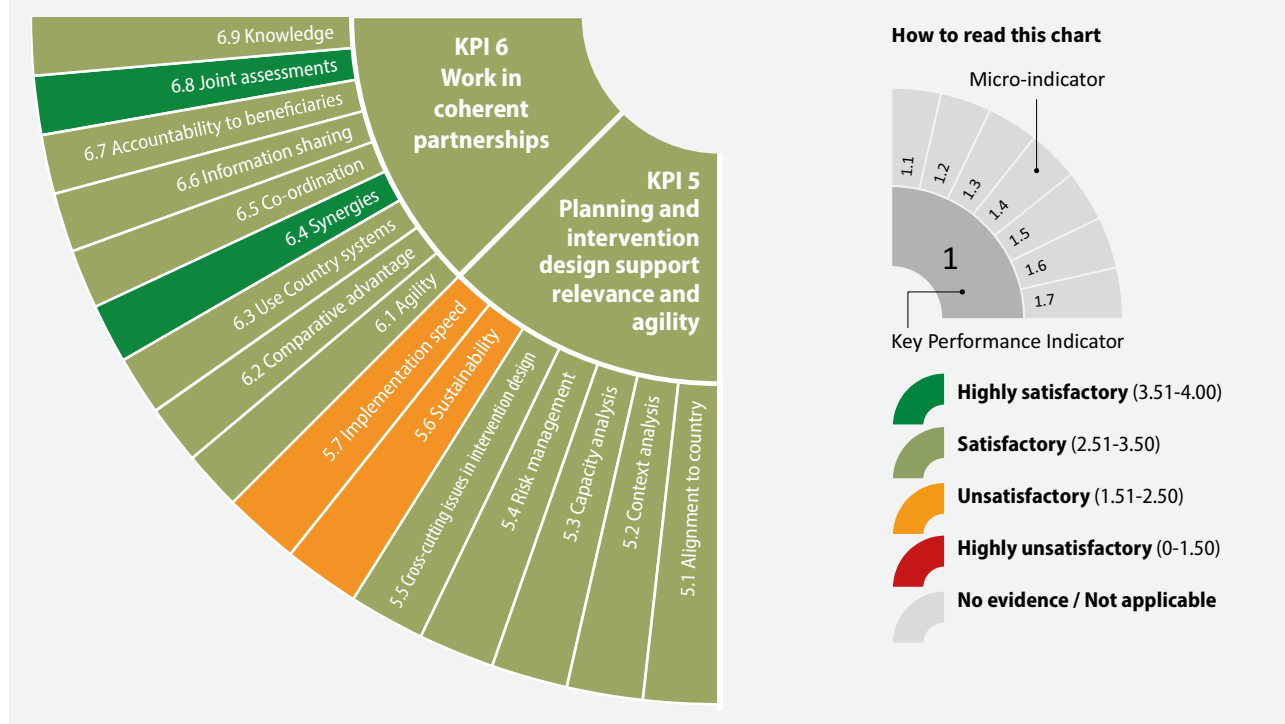 6.9 Knowledge
6.8 Joint assessments
6.7 Accountability to beneficiaries
6.6 Information sharing
6.5 Co-ordination
6.4 Synergies
6.3 Use Country systems
6.2 Comparative advantage
6.1 Agility
KPI 6
Work in
coherent
partnerships
KPI 5
Planning and
intervention
design support
relevance and
agility
5.7 Implementation speed
5.6 Sustainability
5.5 Cross-cutting issues in intervention design
5.4 Risk management
5.3 Capacity analysis
5.2 Context analysis
5.1 Alignment to country
How to read this chart
Micro-indicator
1.1
1.2
1.3
1.4
1.5
1.6
1.7
1
Key Performance Indicator
Highly satisfactory (3.51-4.00)
Satisfactory (2.51-3.50)
Unsatisfactory (1.51-2.50)
Highly unsatisfactory (0-1.50)
No evidence / Not applicable